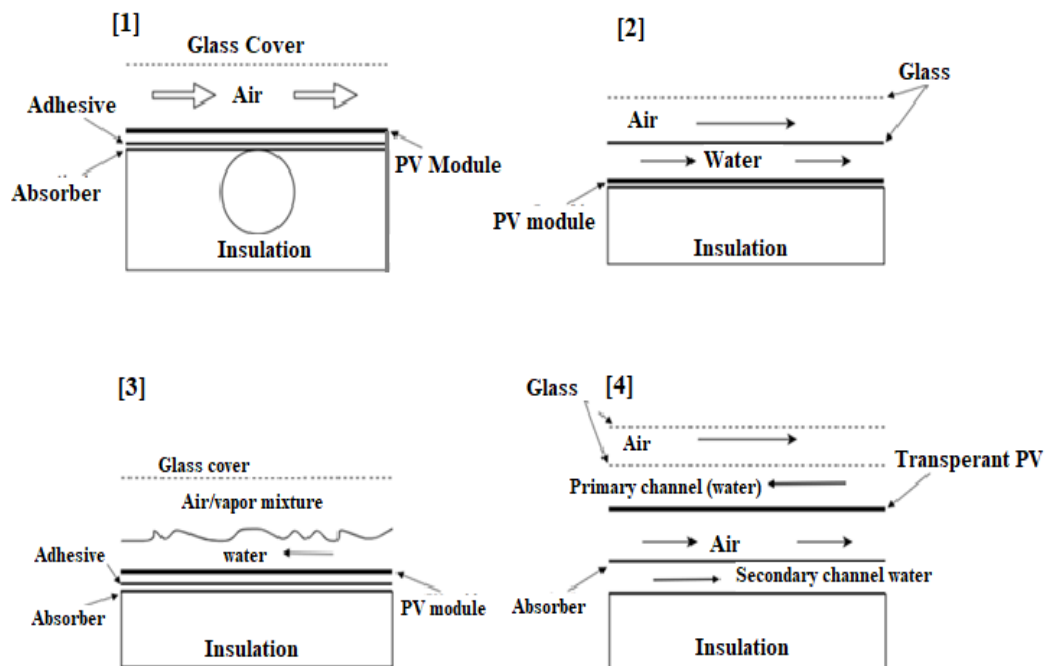 [1]
Glass Cover
Air
Adhesive
PV Module
Absorber
Insulation
[2]
Glass
Air
Water
PV module
Insulation
[3]
Glass cover
Air/vapor mixture
water
Adhesive
PV module
Absorber
Insulation
[4]
Glass
Air
Transperant PV
Primary channel (water)
Air
Secondary channel water
Absorber
Insulation